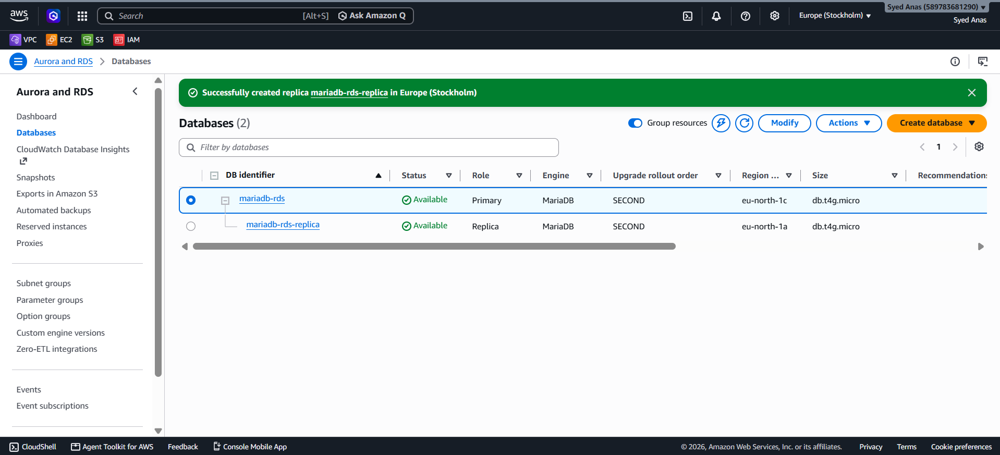 aws
Search [Alt+S] Ask Amazon Q
Europe (Stockholm)
Syed Anas (589783681290)
Syed Anas
VPC EC2 S3 IAM
Aurora and RDS Databases
Aurora and RDS
Dashboard
Databases
CloudWatch Database Insights
Snapshots
Exports in Amazon S3
Automated backups
Reserved instances
Proxies
Subnet groups
Parameter groups
Option groups
Custom engine versions
Zero-ETL integrations
Events
Event subscriptions
Successfully created replica mariadb-rds-replica in Europe (Stockholm)
Databases (2)
Group resources Modify Actions Create database
Filter by databases
1
DB identifier Status Role Engine Upgrade rollout order Region ... Size Recommendations
mariadb-rds Available Primary MariaDB SECOND eu-north-1c db.t4g.micro
mariadb-rds-replica Available Replica MariaDB SECOND eu-north-1a db.t4g.micro
CloudShell Agent Toolkit for AWS Feedback Console Mobile App © 2026, Amazon Web Services, Inc. or its affiliates. Privacy Terms Cookie preferences